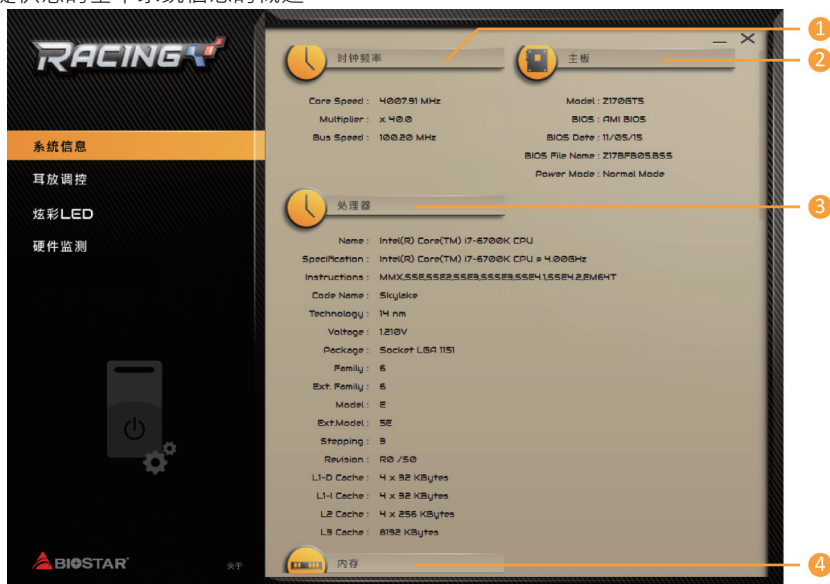 RACING
系统信息
耳放调控
炫彩LED
硬件监测
BIOSTAR
关于
时钟频率
Core Speed : 4007.91 MHz
Multiplier : x 40.0
Bus Speed : 100.20 MHz
主板
Model : Z170GT5
BIOS : AMI BIOS
BIOS Date : 11/05/15
BIOS File Name : Z17BFB05.BSS
Power Mode : Normal Mode
处理器
Name : Intel(R) Core(TM) i7-6700K CPU
Specification : Intel(R) Core(TM) i7-6700K CPU @ 4.00GHz
Instructions : MMX,SSE,SSE2,SSE3,SSSE3,SSE4.1,SSE4.2,EM64T
Code Name : Skylake
Technology : 14 nm
Voltage : 1.210V
Package : Socket LGA 1151
Family : 6
Ext. Family : 6
Model : E
Ext.Model : 5E
Stepping : 3
Revision : R0 /S0
L1-D Cache : 4 x 32 KBytes
L1-I Cache : 4 x 32 KBytes
L2 Cache : 4 x 256 KBytes
L3 Cache : 8192 KBytes
内存
1
2
3
4